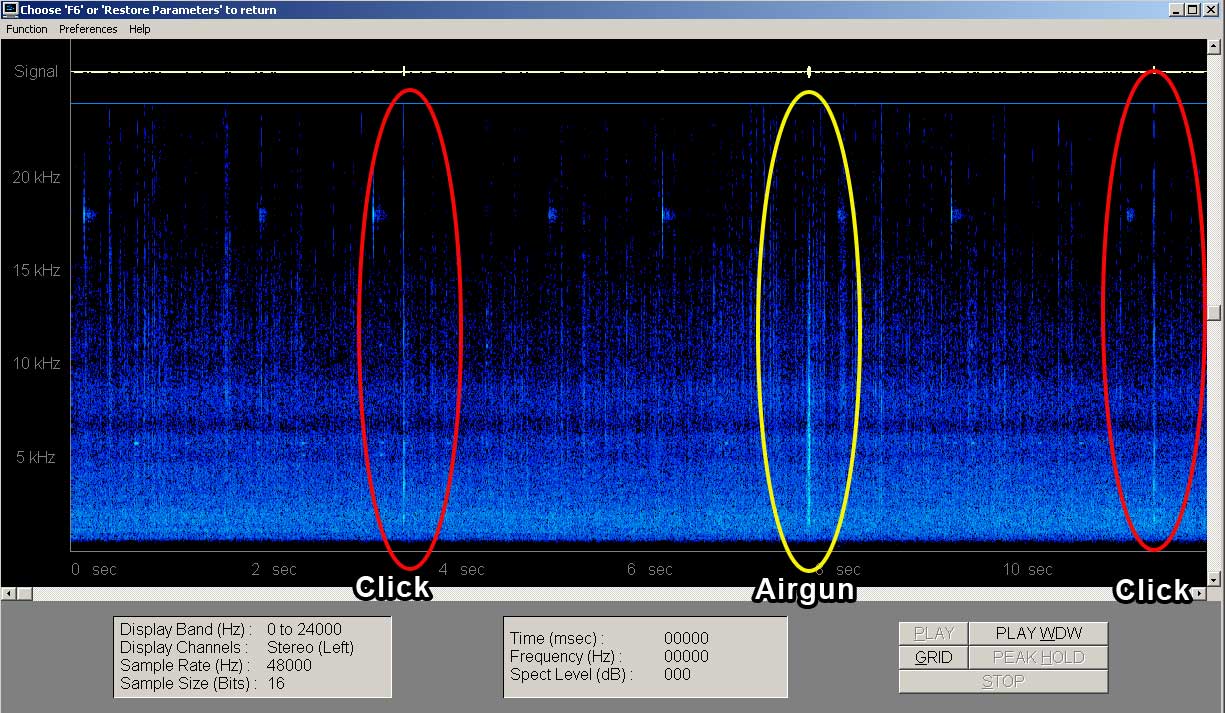 Choose 'F6' or 'Restore Parameters' to return
Function Preferences Help
Signal
20 kHz
15 kHz
10 kHz
5 kHz
0 sec 2 sec 4 sec 6 sec 8 sec 10 sec
Click Airgun Click
Display Band (Hz) : 0 to 24000
Display Channels : Stereo (Left)
Sample Rate (Hz) : 48000
Sample Size (Bits) : 16
Time (msec) : 00000
Frequency (Hz) : 00000
Spect Level (dB) : 000
PLAY PLAY WDW
GRID PEAK HOLD
STOP